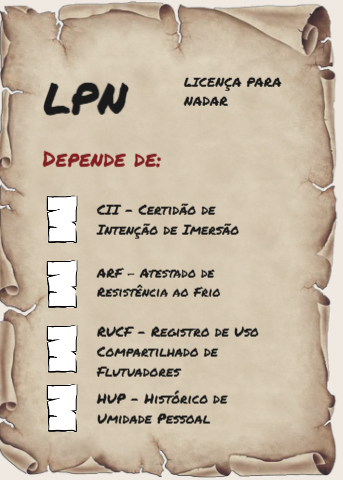 LPN
LICENÇA PARA
NADAR
DEPENDE DE:
CII – CERTIDÃO DE
INTENÇÃO DE IMERSÃO
ARF – ATESTADO DE
RESISTÊNCIA AO FRIO
RUCF – REGISTRO DE USO
COMPARTILHADO DE
FLUTUADORES
HUP – HISTÓRICO DE
UMIDADE PESSOAL